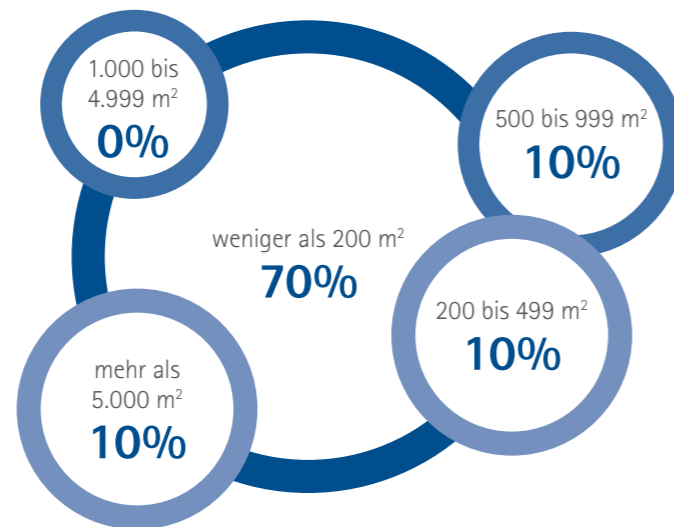 1.000 bis
4.999 m²
0%
500 bis 999 m²
10%
weniger als 200 m²
70%
200 bis 499 m²
10%
mehr als
5.000 m²
10%